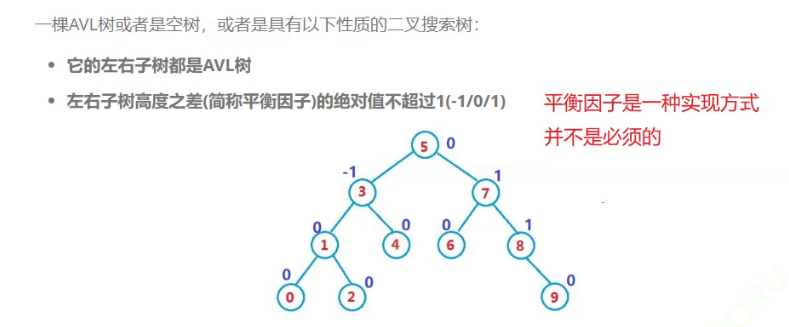 一棵AVL树或者是空树，或者是具有以下性质的二叉搜索树：
• 它的左右子树都是AVL树
• 左右子树高度之差(简称平衡因子)的绝对值不超过1(-1/0/1)
平衡因子是一种实现方式
并不是必须的
5 0
-1 3 7 1
0 1 4 0 0 6 8 1
0 0 2 0 9 0